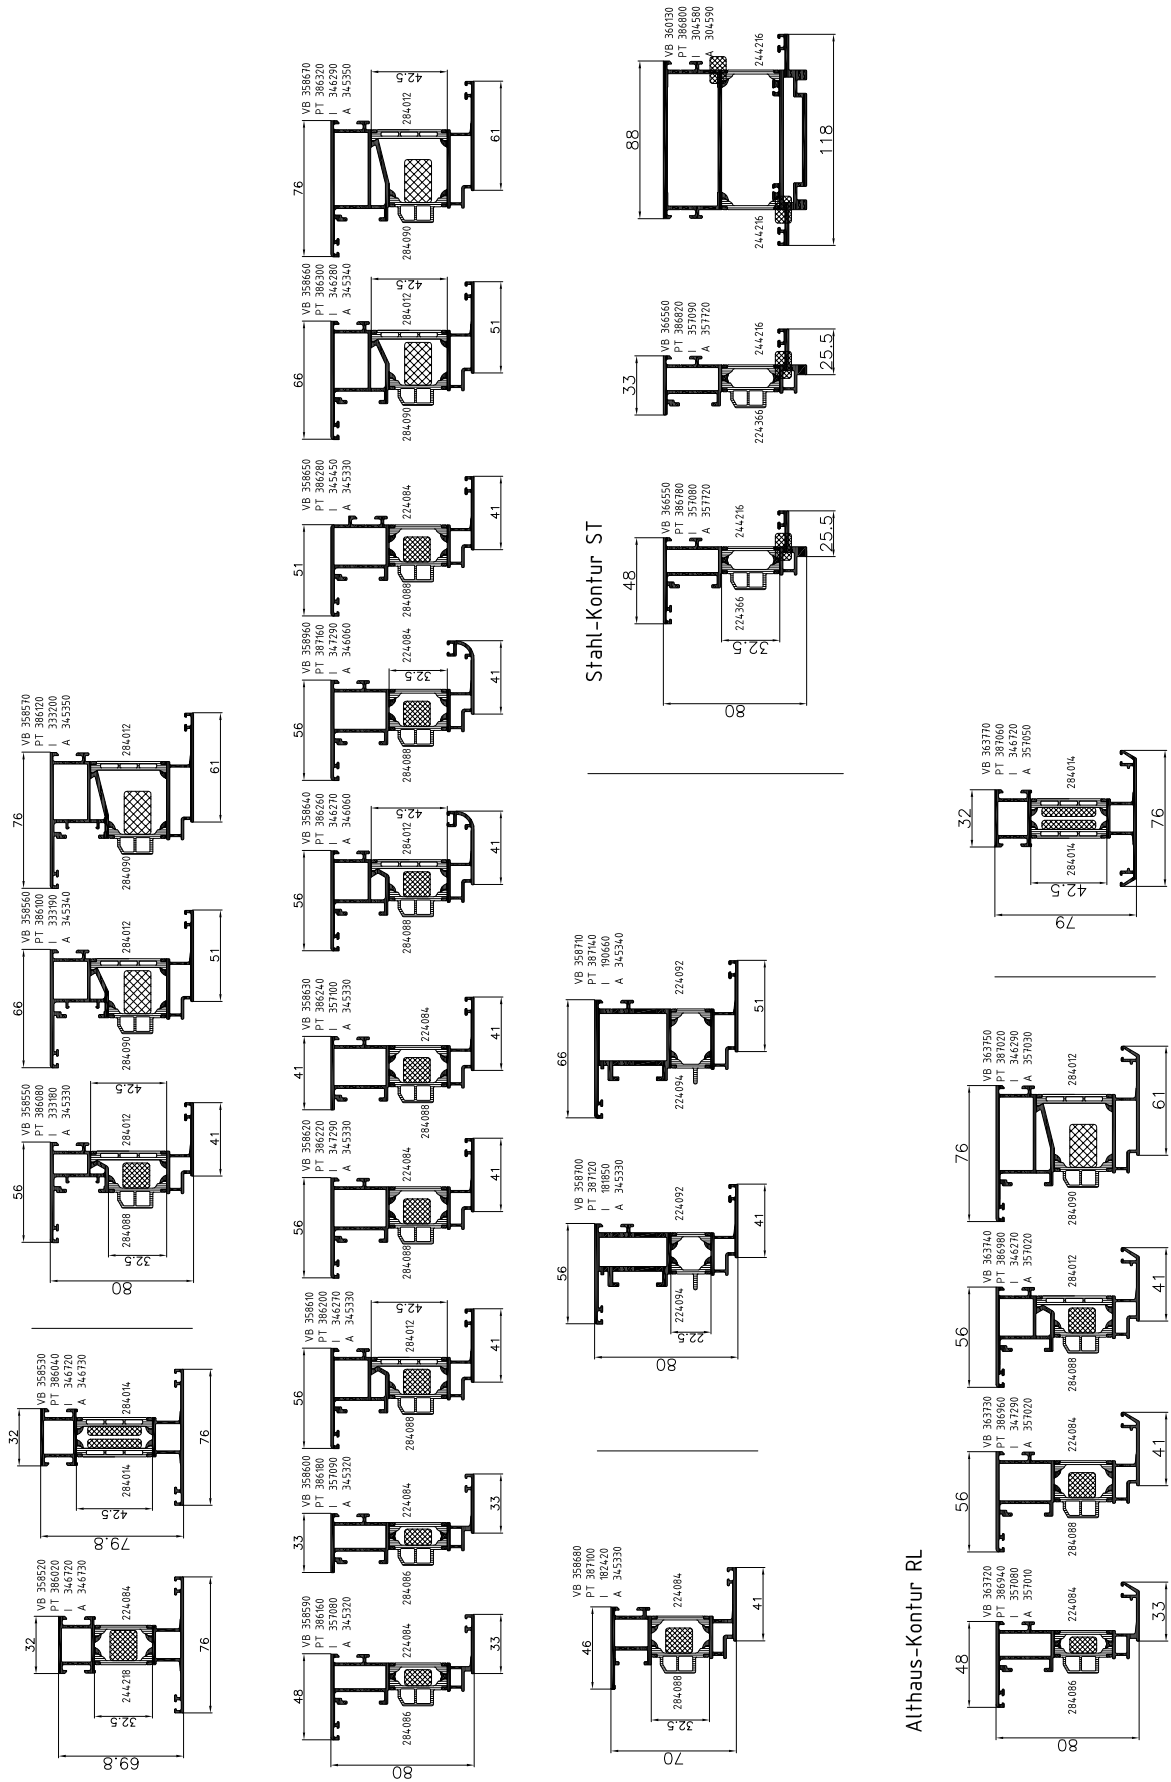 VB 358520
PT 386020
I 346720
A 346730
32
244218
224084
32.5
69.8
76
VB 358530
PT 386040
I 346720
A 346730
32
284014
284014
42.5
79.8
76
VB 358550
PT 386080
I 333180
A 345330
56
284088
284012
32.5
42.5
80
41
VB 358560
PT 386100
I 333190
A 345340
66
284090
284012
51
VB 358570
PT 386120
I 333200
A 345350
76
284090
284012
61
VB 358590
PT 386160
I 357080
A 345320
48
284086
224084
80
33
VB 358600
PT 386180
I 357090
A 345320
33
284086
224084
33
VB 358610
PT 386200
I 346270
A 345330
56
284088
284012
42.5
41
VB 358620
PT 386220
I 347290
A 345330
56
284088
224084
41
VB 358630
PT 386240
I 357100
A 345330
41
284088
224084
41
VB 358640
PT 386260
I 346270
A 346060
56
284088
284012
42.5
41
VB 358960
PT 387160
I 347290
A 346060
56
284088
224084
32.5
41
VB 358650
PT 386280
I 345450
A 345330
51
284088
224084
41
VB 358660
PT 386300
I 346280
A 345340
66
284090
284012
42.5
51
VB 358670
PT 386320
I 346290
A 345350
76
284090
284012
42.5
61
VB 358680
PT 387100
I 182420
A 345330
46
284088
224084
32.5
70
41
VB 358700
PT 387120
I 181850
A 345330
56
224094
224092
22.5
80
41
VB 358710
PT 387140
I 190660
A 345340
66
224094
224092
51
Stahl-Kontur ST
VB 366550
PT 386780
I 357080
A 357720
48
224366
244216
32.5
80
25.5
VB 366560
PT 386820
I 357090
A 357720
33
224366
244216
25.5
VB 360130
PT 386800
I 304580
A 304590
88
244216
244216
118
Althaus-Kontur RL
VB 363720
PT 386940
I 357080
A 357010
48
284086
224084
80
33
VB 363730
PT 386960
I 347290
A 357020
56
284088
224084
41
VB 363740
PT 386980
I 346270
A 357020
56
284088
284012
41
VB 363750
PT 387020
I 346290
A 357030
76
284090
284012
61
VB 363770
PT 387060
I 346720
A 357050
32
284014
284014
42.5
79
76